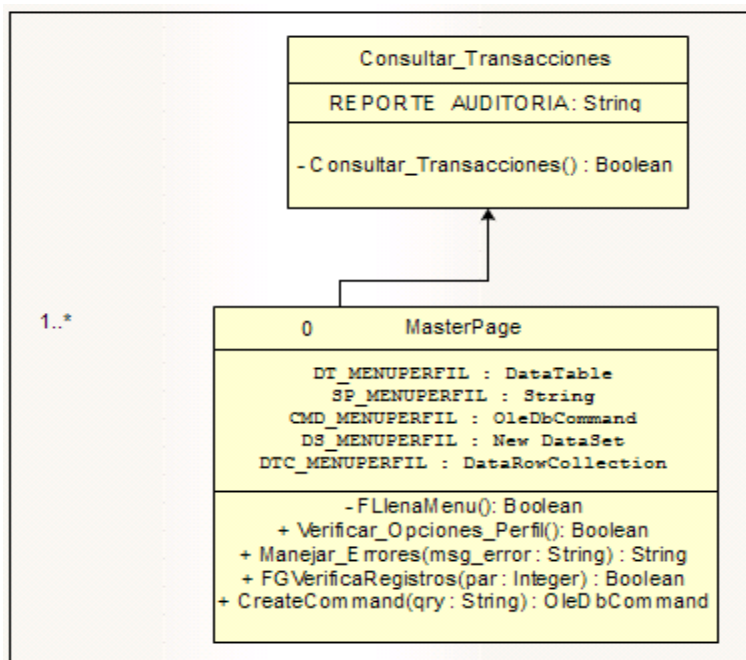 Consultar_Transacciones
REPORTE AUDITORIA: String
- Consultar_Transacciones() : Boolean
1..*
0 MasterPage
DT_MENUPERFIL : DataTable
SP_MENUPERFIL : String
CMD_MENUPERFIL : OleDbCommand
DS_MENUPERFIL : New DataSet
DTC_MENUPERFIL : DataRowCollection
- FLlenaMenu(): Boolean
+ Verificar_Opciones_Perfil(): Boolean
+ Manejar_Errores(msg_error : String) : String
+ FGVerificaRegistros(par : Integer) : Boolean
+ CreateCommand(qry : String) : OleDbCommand